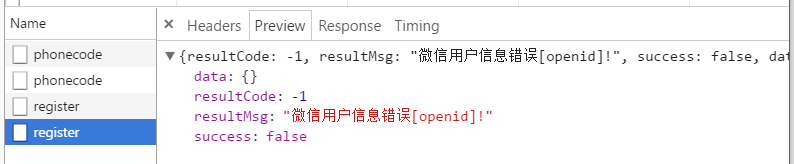 Name
× Headers Preview Response Timing
phonecode
▼{resultCode: -1, resultMsg: "微信用户信息错误[openid]!", success: false, dat
phonecode
data: {}
register
resultCode: -1
resultMsg: "微信用户信息错误[openid]!"
register
success: false